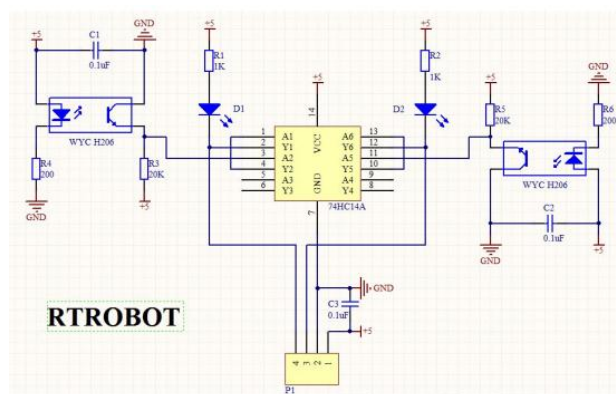 +5
C1
0.1uF
GND
WYC H206
R4
200
GND
R3
20K
+5
+5
R1
1K
D1
+5
R2
1K
D2
+5
14
VCC
1 A1 A6 13
2 Y1 Y6 12
3 A2 A5 11
4 Y2 Y5 10
5 A3 A4 9
6 Y3 Y4 8
GND
7
74HC14A
+5
R5
20K
GND
R6
200
WYC H206
C2
0.1uF
GND
+5
GND
C3
0.1uF
+5
RTROBOT
4 3 2 1
P1